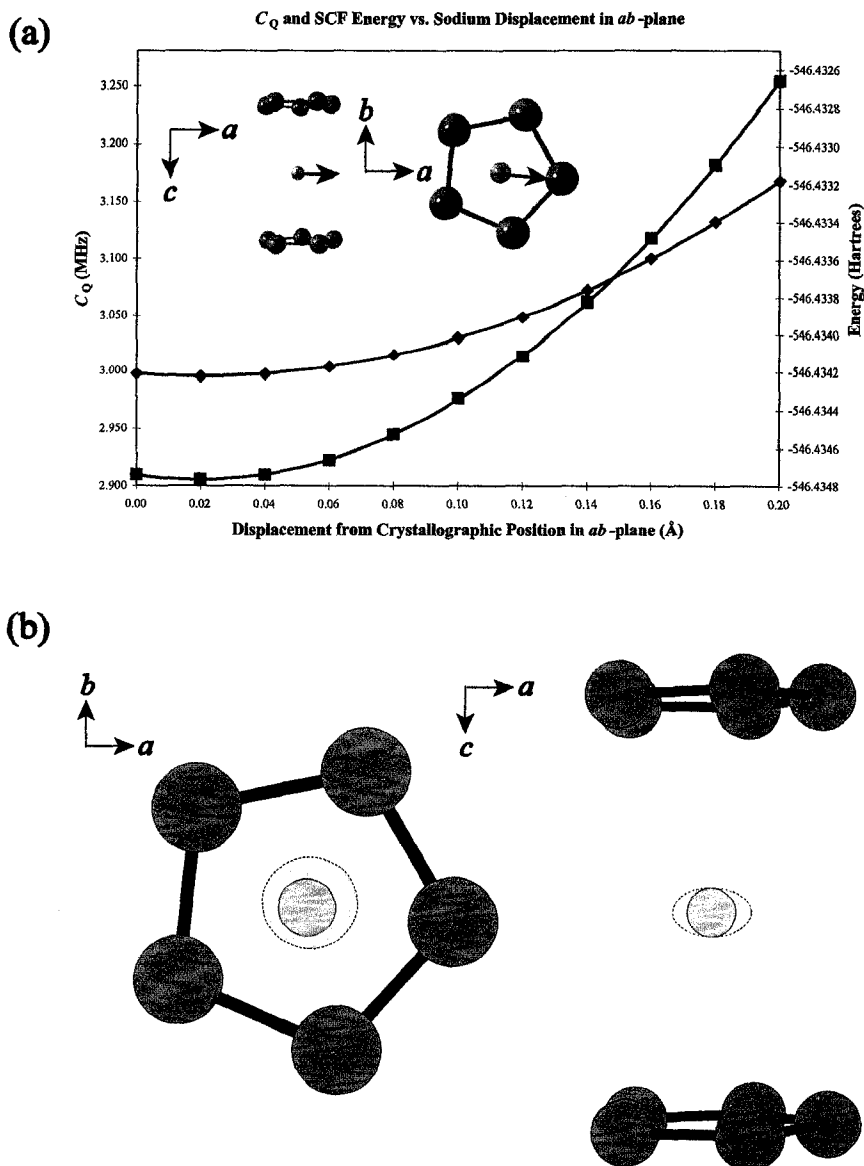 (a)
C_Q and SCF Energy vs. Sodium Displacement in ab-plane
3.250
3.200
3.150
3.100
3.050
3.000
2.950
2.900
C_Q (MHz)
a
c
b
a
-546.4326
-546.4328
-546.4330
-546.4332
-546.4334
-546.4336
-546.4338
-546.4340
-546.4342
-546.4344
-546.4346
-546.4348
Energy (Hartrees)
0.00 0.02 0.04 0.06 0.08 0.10 0.12 0.14 0.16 0.18 0.20
Displacement from Crystallographic Position in ab-plane (Å)
(b)
b
a
a
c